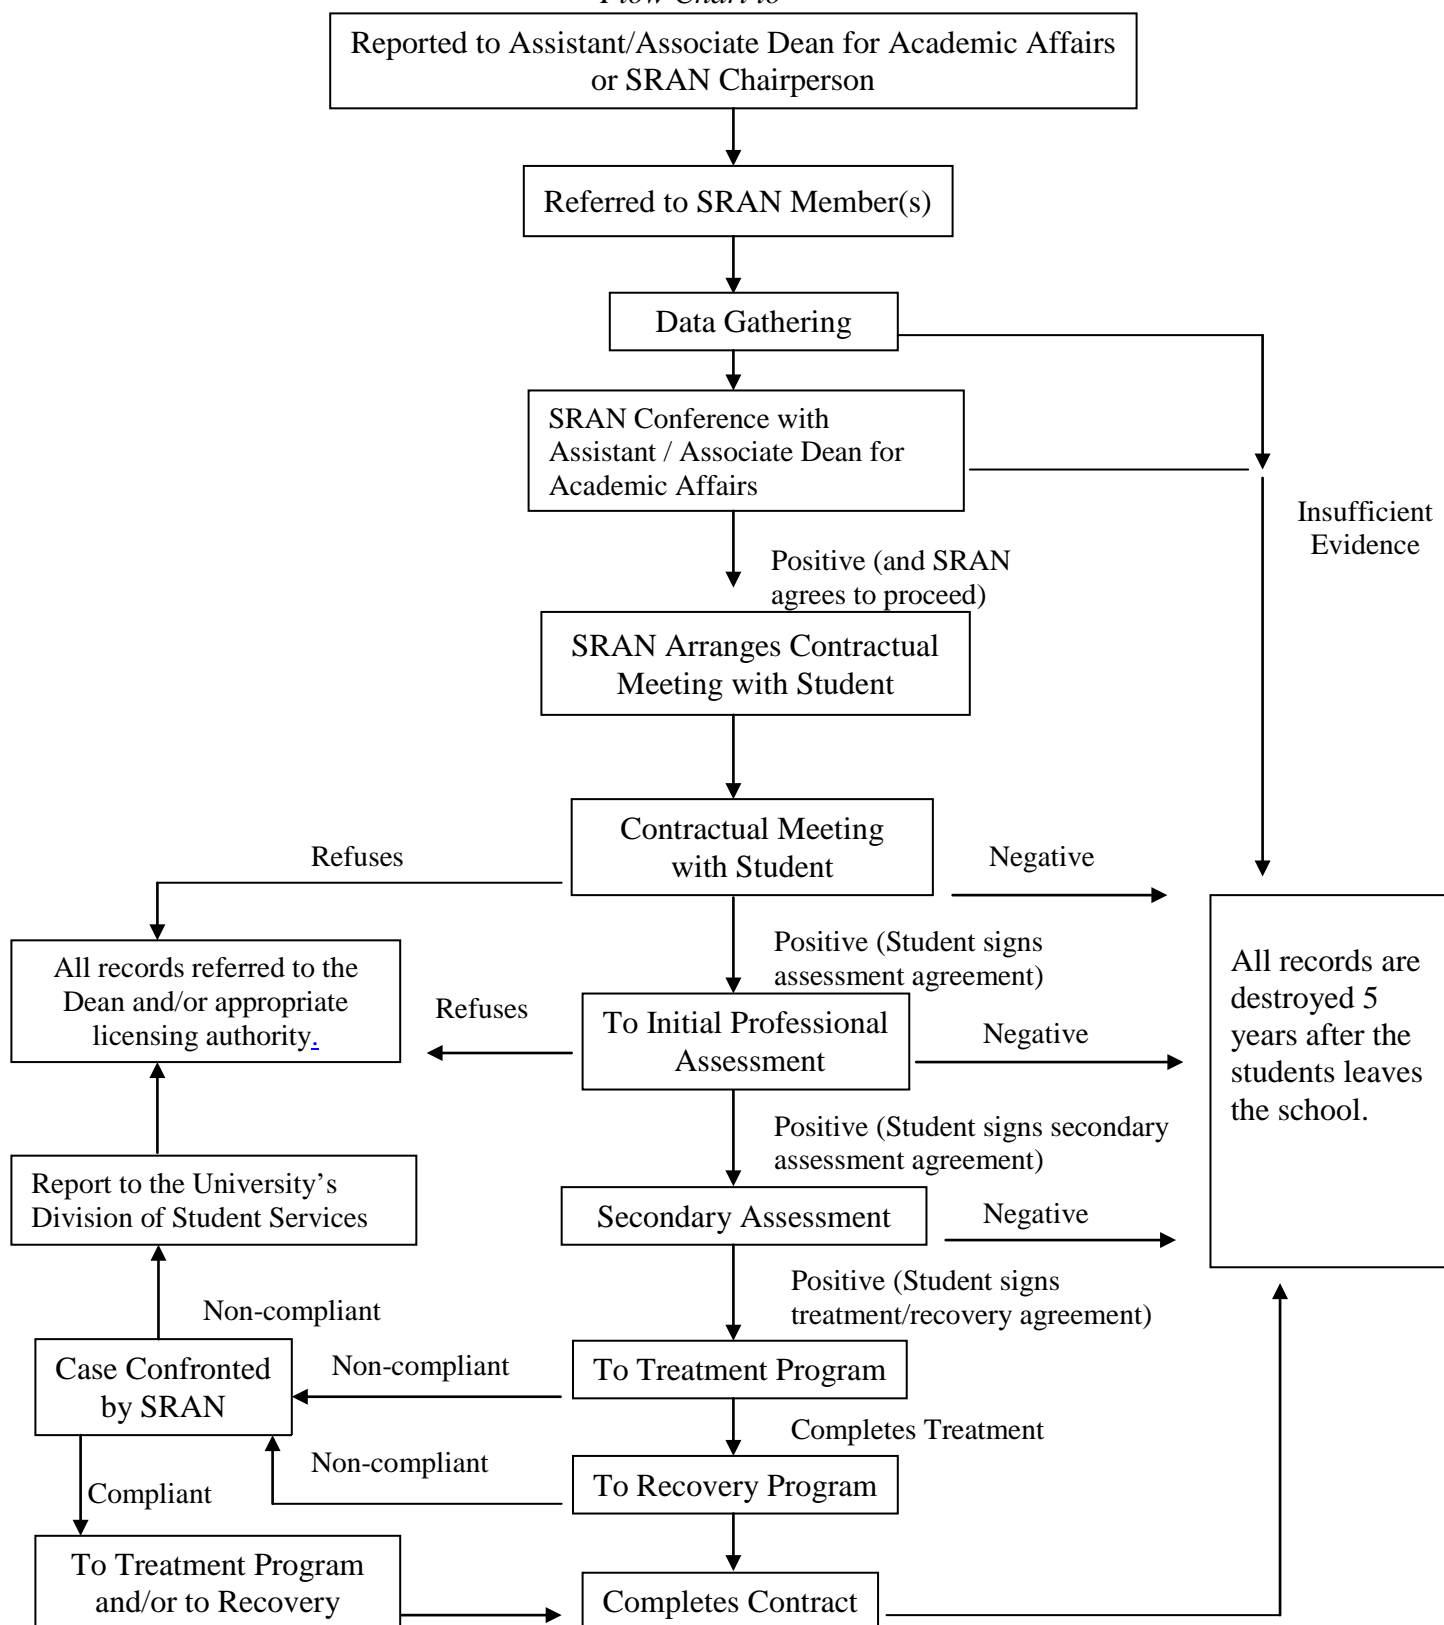 Flow Chart to
Reported to Assistant/Associate Dean for Academic Affairs
or SRAN Chairperson
Referred to SRAN Member(s)
Data Gathering
SRAN Conference with
Assistant / Associate Dean for
Academic Affairs
Insufficient
Evidence
Positive (and SRAN
agrees to proceed)
SRAN Arranges Contractual
Meeting with Student
Contractual Meeting
with Student
Refuses
Negative
Positive (Student signs
assessment agreement)
All records referred to the
Dean and/or appropriate
licensing authority.
All records are
destroyed 5
years after the
students leaves
the school.
Refuses
To Initial Professional
Assessment
Negative
Positive (Student signs secondary
assessment agreement)
Report to the University’s
Division of Student Services
Secondary Assessment
Negative
Positive (Student signs
treatment/recovery agreement)
Non-compliant
Case Confronted
by SRAN
Non-compliant
To Treatment Program
Completes Treatment
Non-compliant
To Recovery Program
Compliant
To Treatment Program
and/or to Recovery
Completes Contract